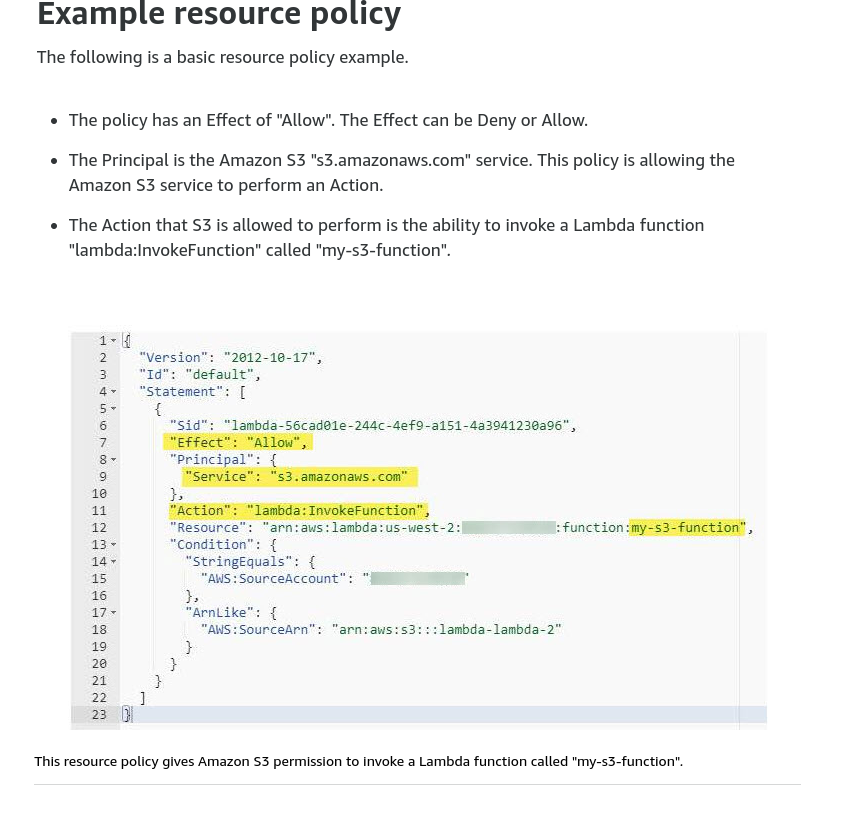 Example resource policy
The following is a basic resource policy example.
• The policy has an Effect of "Allow". The Effect can be Deny or Allow.
• The Principal is the Amazon S3 "s3.amazonaws.com" service. This policy is allowing the
Amazon S3 service to perform an Action.
• The Action that S3 is allowed to perform is the ability to invoke a Lambda function
"lambda:InvokeFunction" called "my-s3-function".
1 {
2 "Version": "2012-10-17",
3 "Id": "default",
4 "Statement": [
5 {
6 "Sid": "lambda-56cad01e-244c-4ef9-a151-4a3941230a96",
7 "Effect": "Allow",
8 "Principal": {
9 "Service": "s3.amazonaws.com"
10 },
11 "Action": "lambda:InvokeFunction",
12 "Resource": "arn:aws:lambda:us-west-2: :function:my-s3-function",
13 "Condition": {
14 "StringEquals": {
15 "AWS:SourceAccount": " "
16 },
17 "ArnLike": {
18 "AWS:SourceArn": "arn:aws:s3:::lambda-lambda-2"
19 }
20 }
21 }
22 ]
23 }
This resource policy gives Amazon S3 permission to invoke a Lambda function called "my-s3-function".